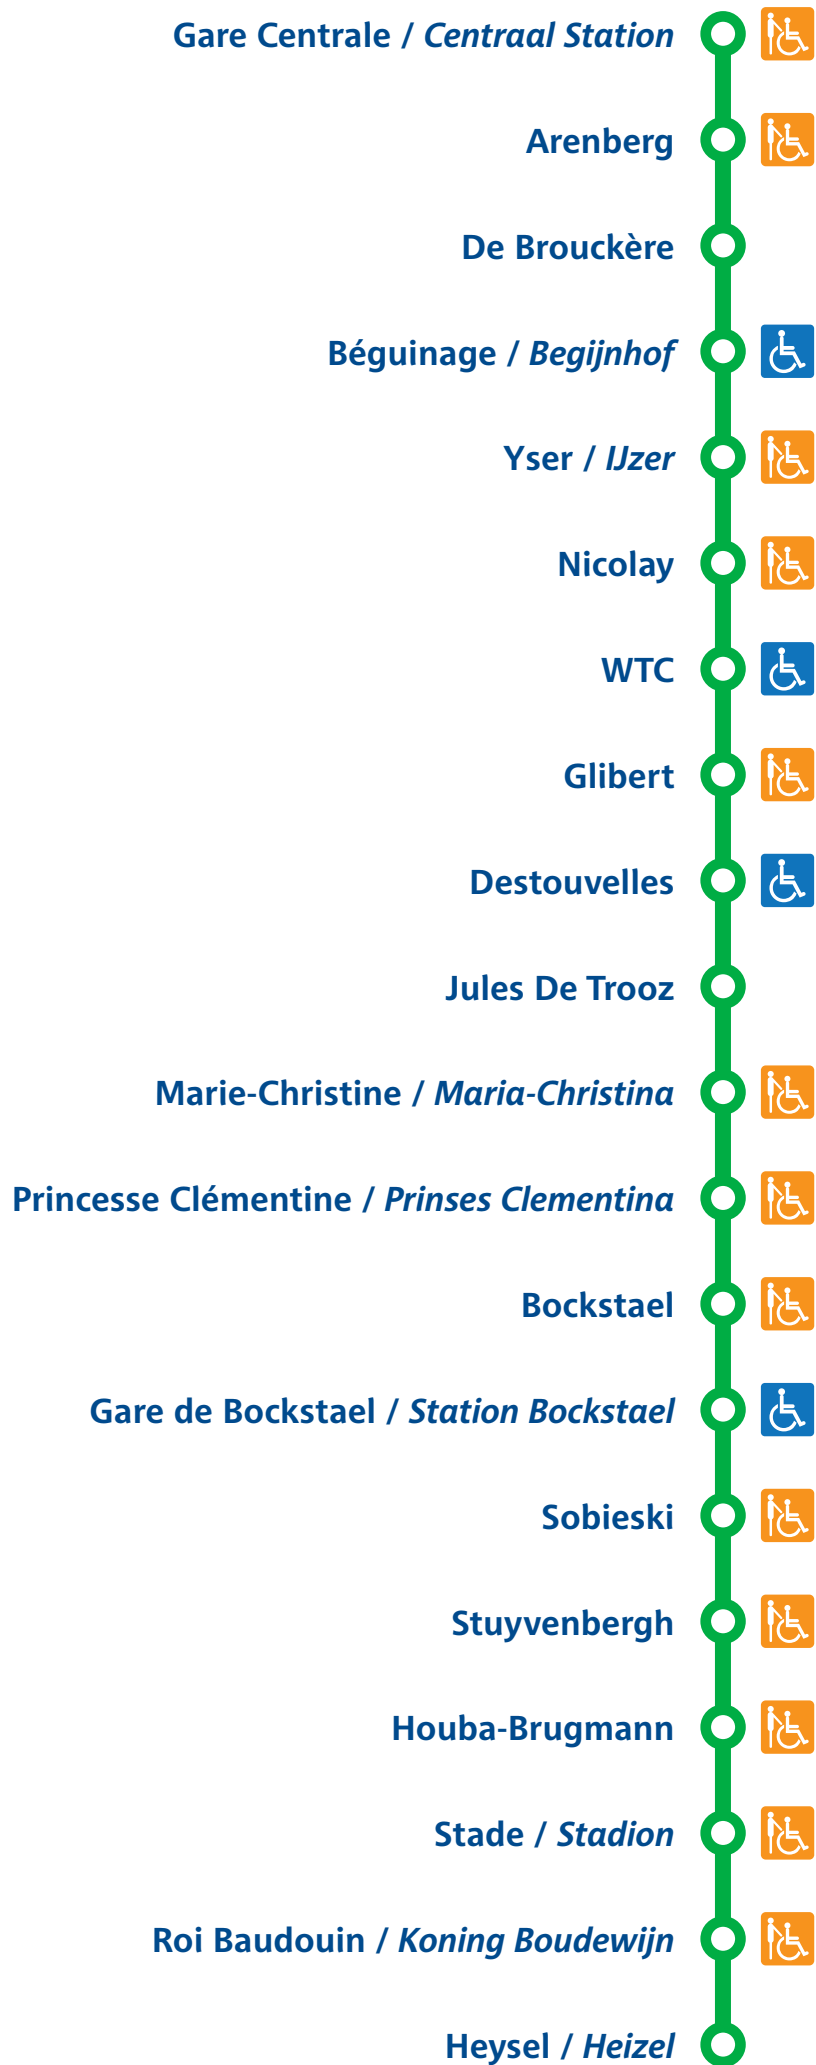 Gare Centrale / Centraal Station
Arenberg
De Brouckère
Béguinage / Begijnhof
Yser / IJzer
Nicolay
WTC
Glibert
Destouvelles
Jules De Trooz
Marie-Christine / Maria-Christina
Princesse Clémentine / Prinses Clementina
Bockstael
Gare de Bockstael / Station Bockstael
Sobieski
Stuyvenbergh
Houba-Brugmann
Stade / Stadion
Roi Baudouin / Koning Boudewijn
Heysel / Heizel